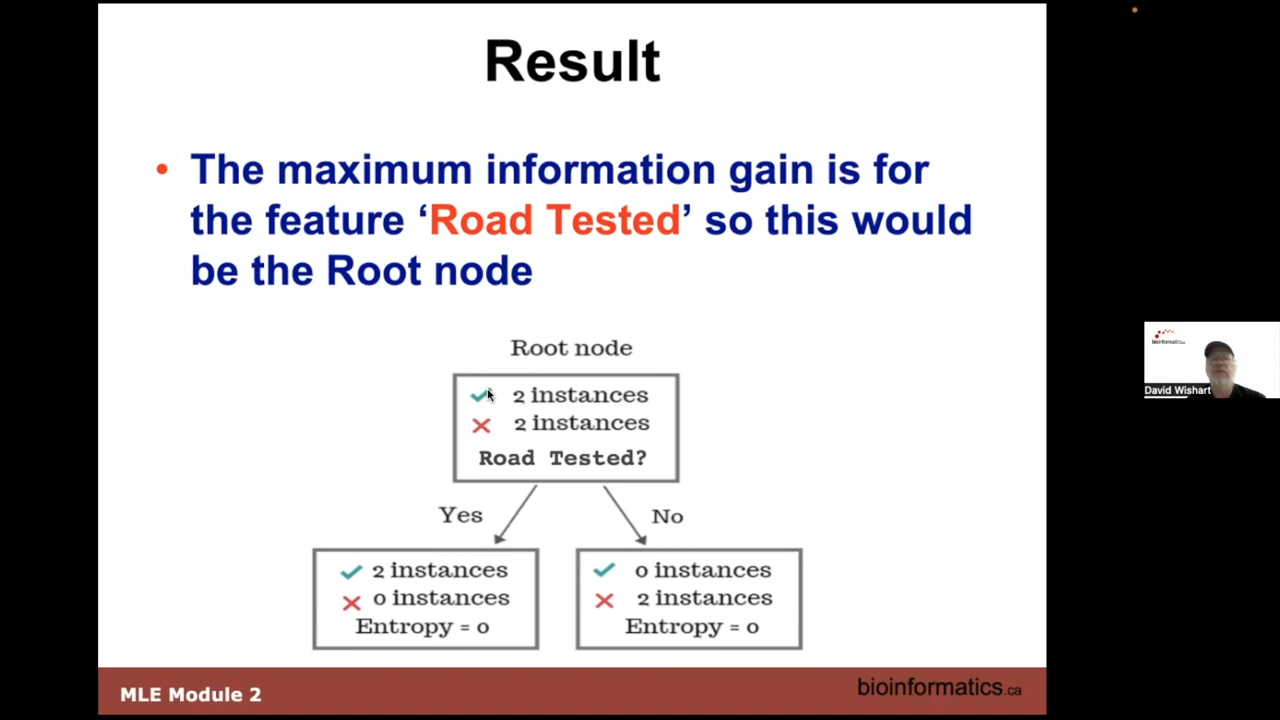 Result
• The maximum information gain is for
the feature ‘Road Tested’ so this would
be the Root node
Root node
✓ 2 instances
✗ 2 instances
Road Tested?
Yes
No
✓ 2 instances
✗ 0 instances
Entropy = 0
✓ 0 instances
✗ 2 instances
Entropy = 0
MLE Module 2
bioinformatics.ca
bioinformatics.ca
David Wishart